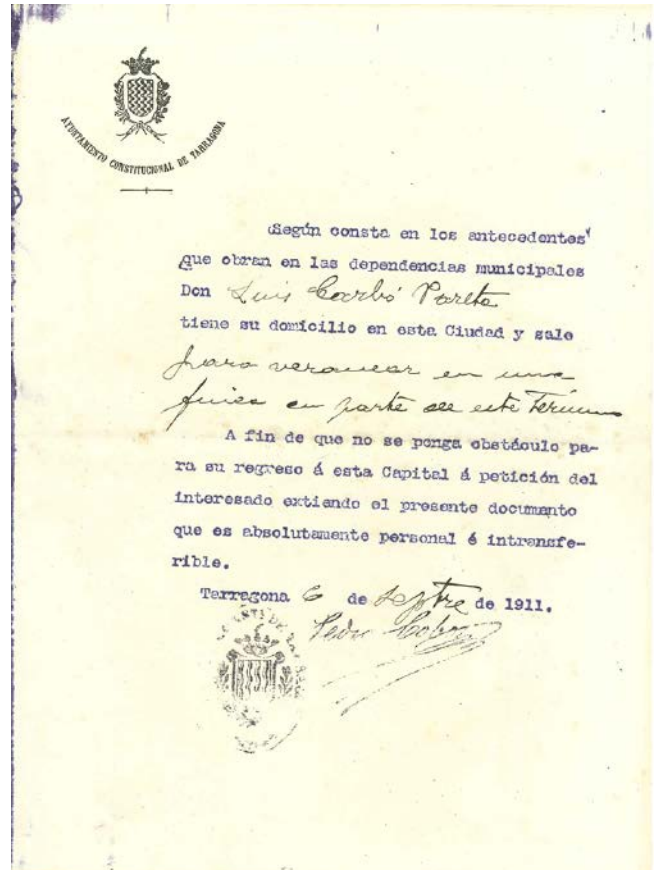 AYUNTAMIENTO CONSTITUCIONAL DE TARRAGONA
Según consta en los antecedentes
que obran en las dependencias municipales
Don Luis Carbó Pareta
tiene su domicilio en esta Ciudad y sale
para veranear en una
finca en parte de este Término
A fin de que no se ponga obstáculo pa-
ra su regreso á esta Capital á petición del
interesado extiendo el presente documento
que es absolutamente personal é intransfe-
rible.
Tarragona 6 de Septre de 1911.
Pedro